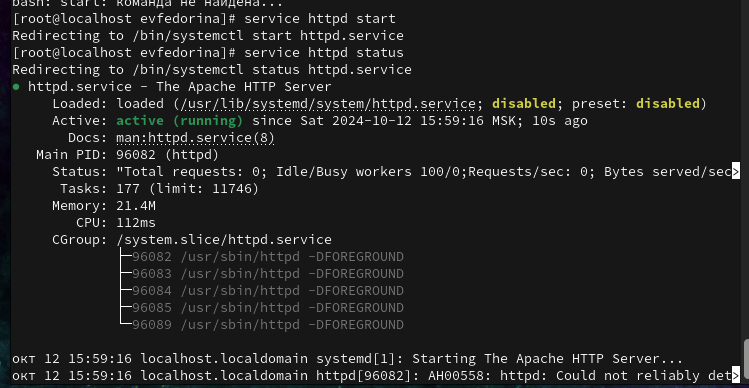 bash: start: команда не найдена...
[root@localhost evfedorina]# service httpd start
Redirecting to /bin/systemctl start httpd.service
[root@localhost evfedorina]# service httpd status
Redirecting to /bin/systemctl status httpd.service
● httpd.service - The Apache HTTP Server
Loaded: loaded (/usr/lib/systemd/system/httpd.service; disabled; preset: disabled)
Active: active (running) since Sat 2024-10-12 15:59:16 MSK; 10s ago
Docs: man:httpd.service(8)
Main PID: 96082 (httpd)
Status: "Total requests: 0; Idle/Busy workers 100/0;Requests/sec: 0; Bytes served/sec>
Tasks: 177 (limit: 11746)
Memory: 21.4M
CPU: 112ms
CGroup: /system.slice/httpd.service
├─96082 /usr/sbin/httpd -DFOREGROUND
├─96083 /usr/sbin/httpd -DFOREGROUND
├─96084 /usr/sbin/httpd -DFOREGROUND
├─96085 /usr/sbin/httpd -DFOREGROUND
└─96089 /usr/sbin/httpd -DFOREGROUND
окт 12 15:59:16 localhost.localdomain systemd[1]: Starting The Apache HTTP Server...
окт 12 15:59:16 localhost.localdomain httpd[96082]: AH00558: httpd: Could not reliably det>